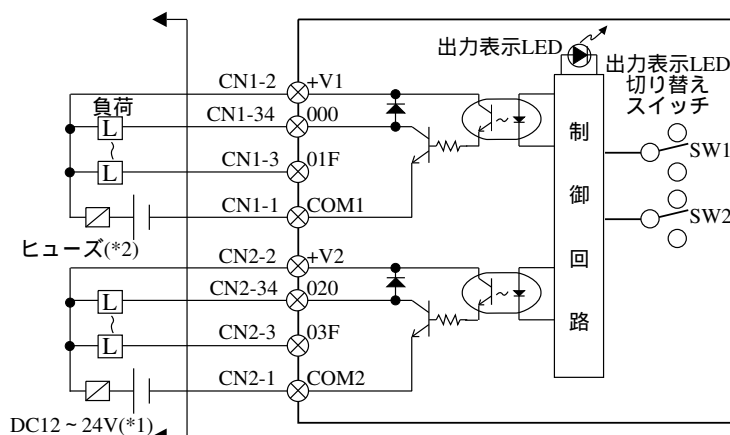 出力表示LED
出力表示LED
切り替え
スイッチ
CN1-2 +V1
負荷
CN1-34 000
L
CN1-3 01F
L
CN1-1 COM1
ヒューズ(*2)
制御回路
SW1
SW2
CN2-2 +V2
CN2-34 020
L
CN2-3 03F
L
CN2-1 COM2
DC12~24V(*1)